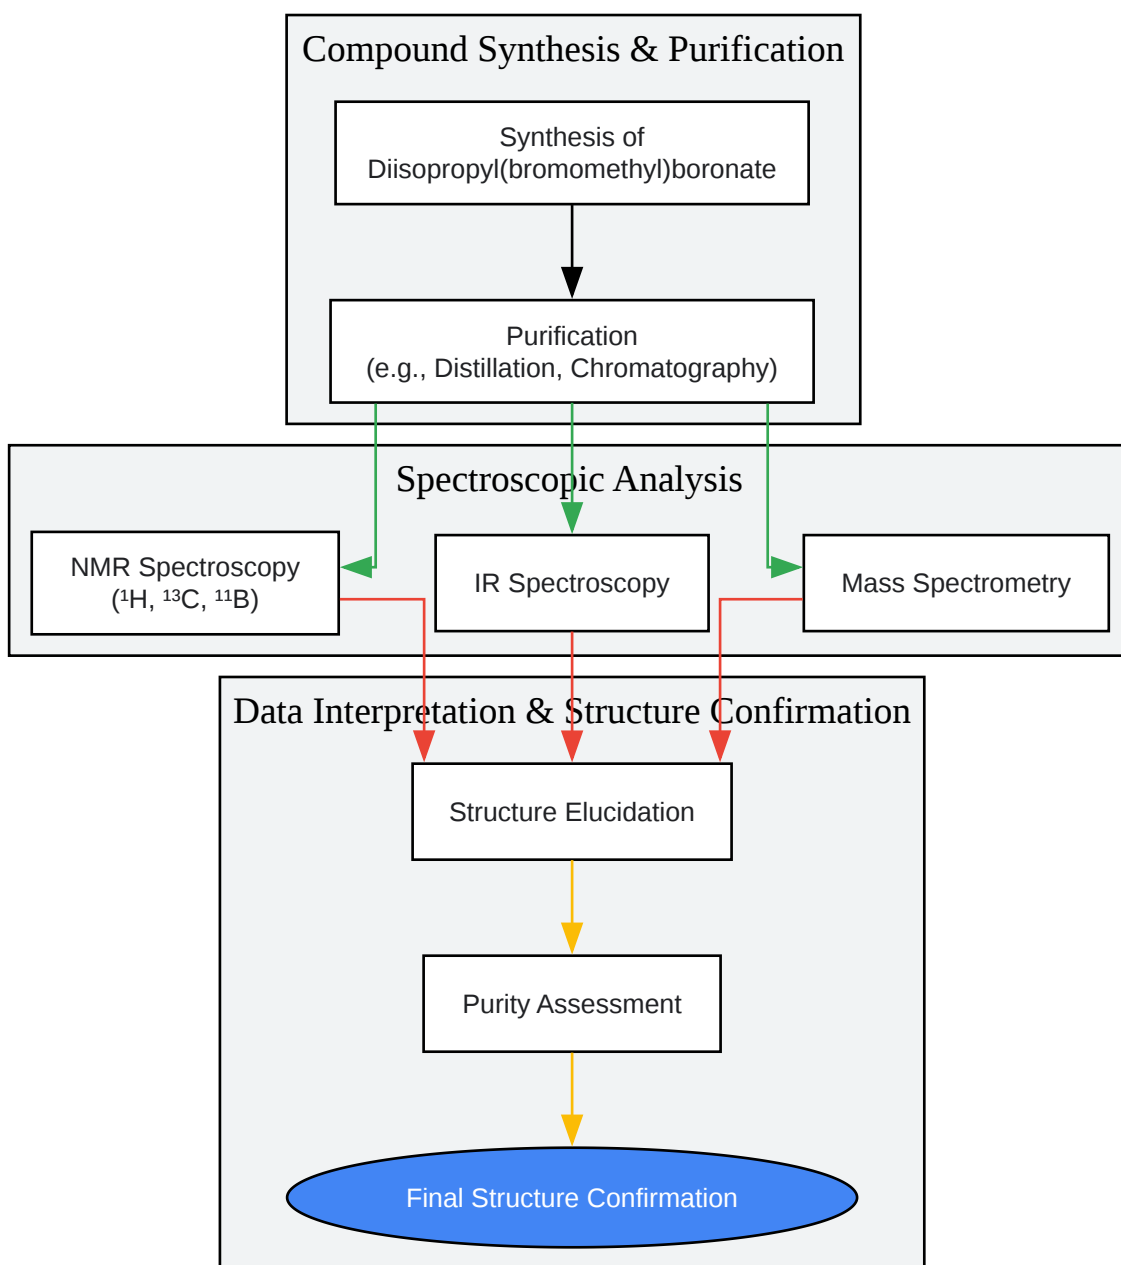 Compound Synthesis & Purification
Synthesis of
Diisopropyl(bromomethyl)boronate
Purification
(e.g., Distillation, Chromatography)
Spectroscopic Analysis
NMR Spectroscopy
(¹H, ¹³C, ¹¹B)
IR Spectroscopy
Mass Spectrometry
Data Interpretation & Structure Confirmation
Structure Elucidation
Purity Assessment
Final Structure Confirmation